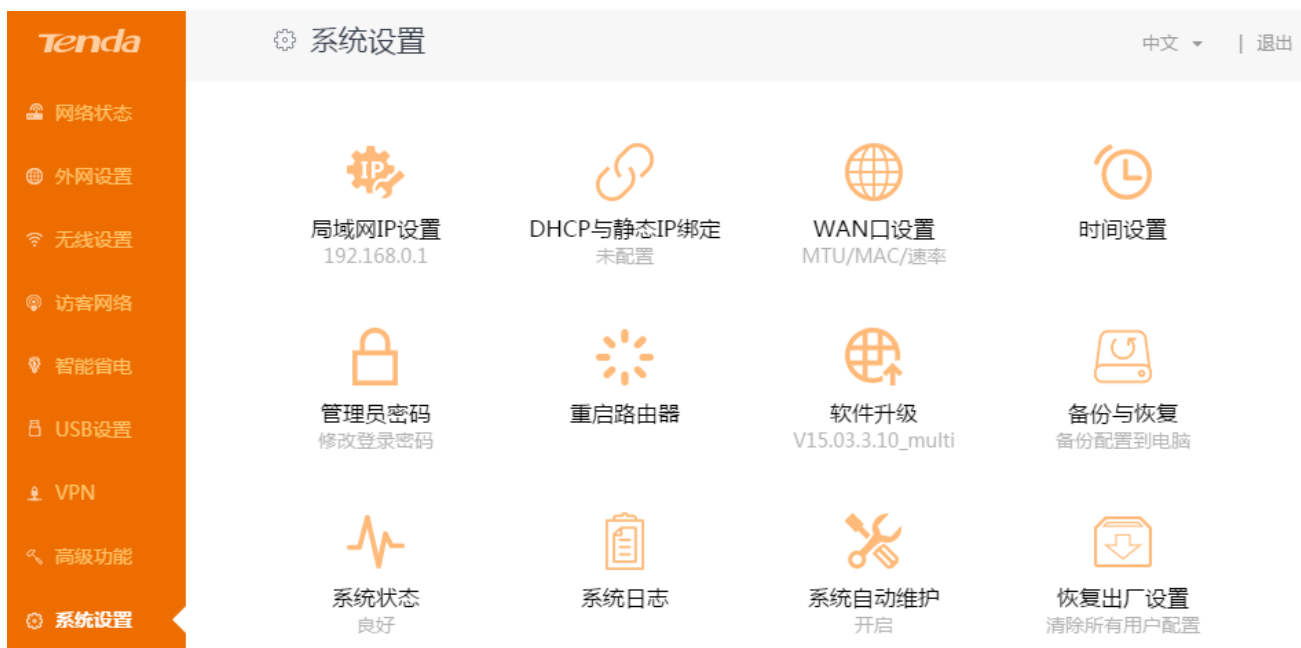 Tenda
系统设置
中文
| 退出
网络状态
外网设置
无线设置
访客网络
智能省电
USB设置
VPN
高级功能
系统设置
IP
局域网IP设置
192.168.0.1
DHCP与静态IP绑定
未配置
WAN口设置
MTU/MAC/速率
时间设置
管理员密码
修改登录密码
重启路由器
软件升级
V15.03.3.10_multi
备份与恢复
备份配置到电脑
系统状态
良好
系统日志
系统自动维护
开启
恢复出厂设置
清除所有用户配置